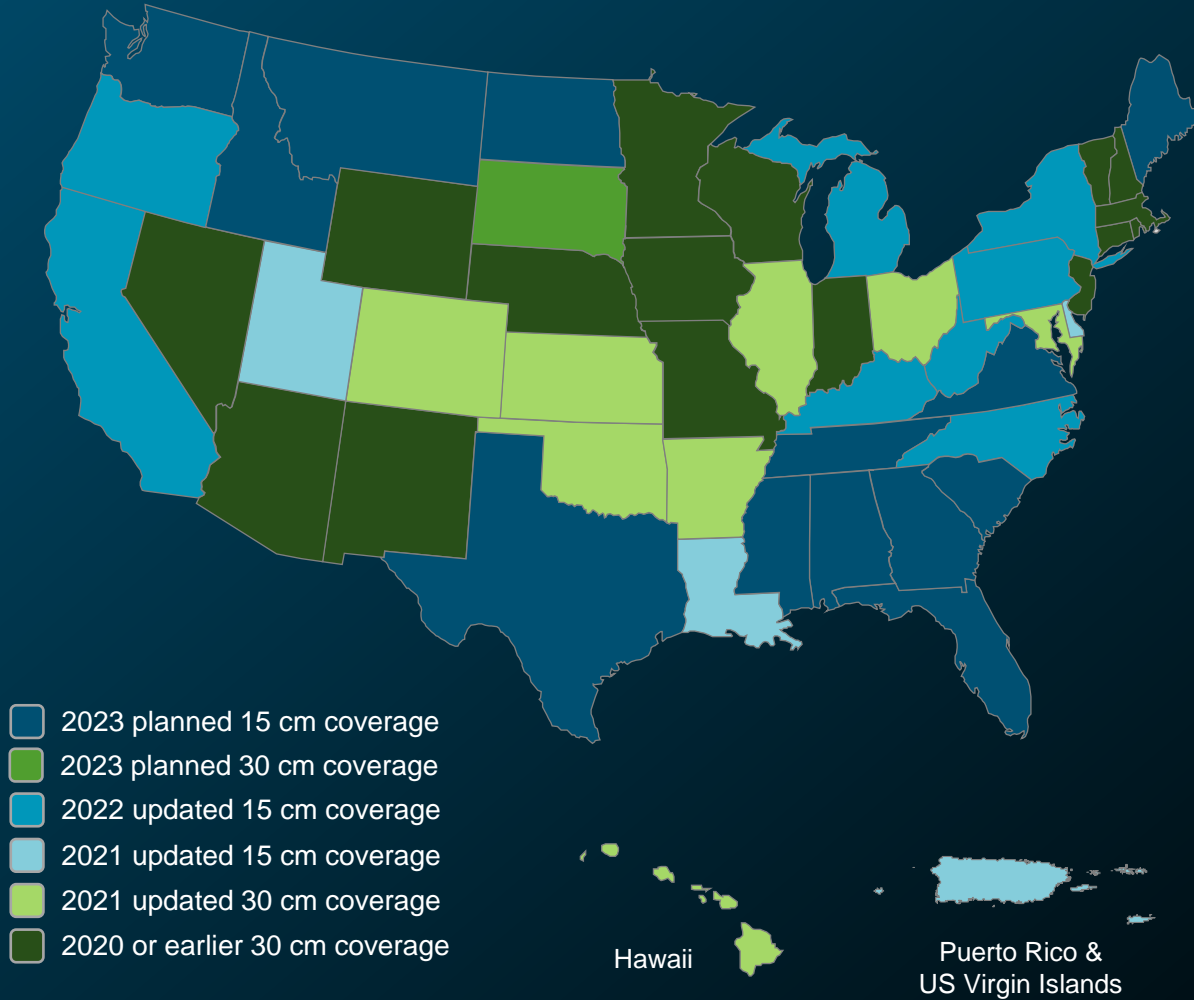 2023 planned 15 cm coverage
2023 planned 30 cm coverage
2022 updated 15 cm coverage
2021 updated 15 cm coverage
2021 updated 30 cm coverage
2020 or earlier 30 cm coverage
Hawaii
Puerto Rico &
US Virgin Islands